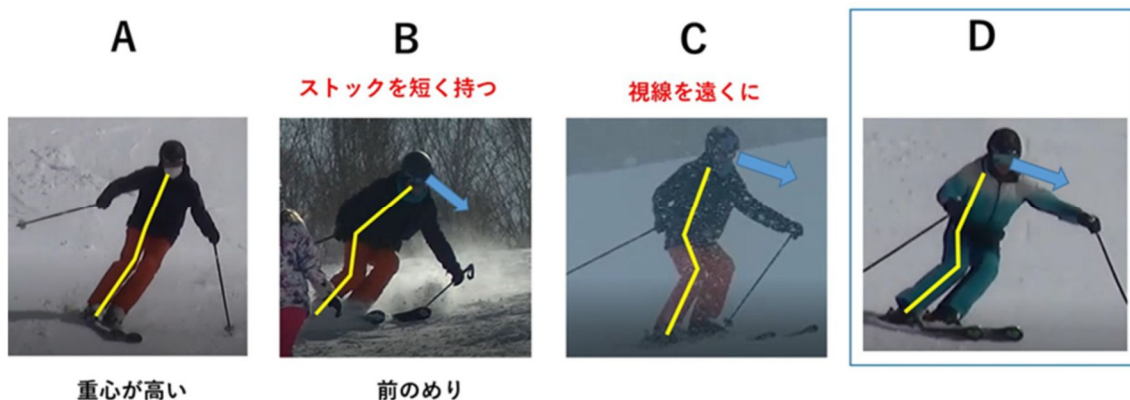 A
B
C
D
ストックを短く持つ
視線を遠くに
重心が高い
前のめり